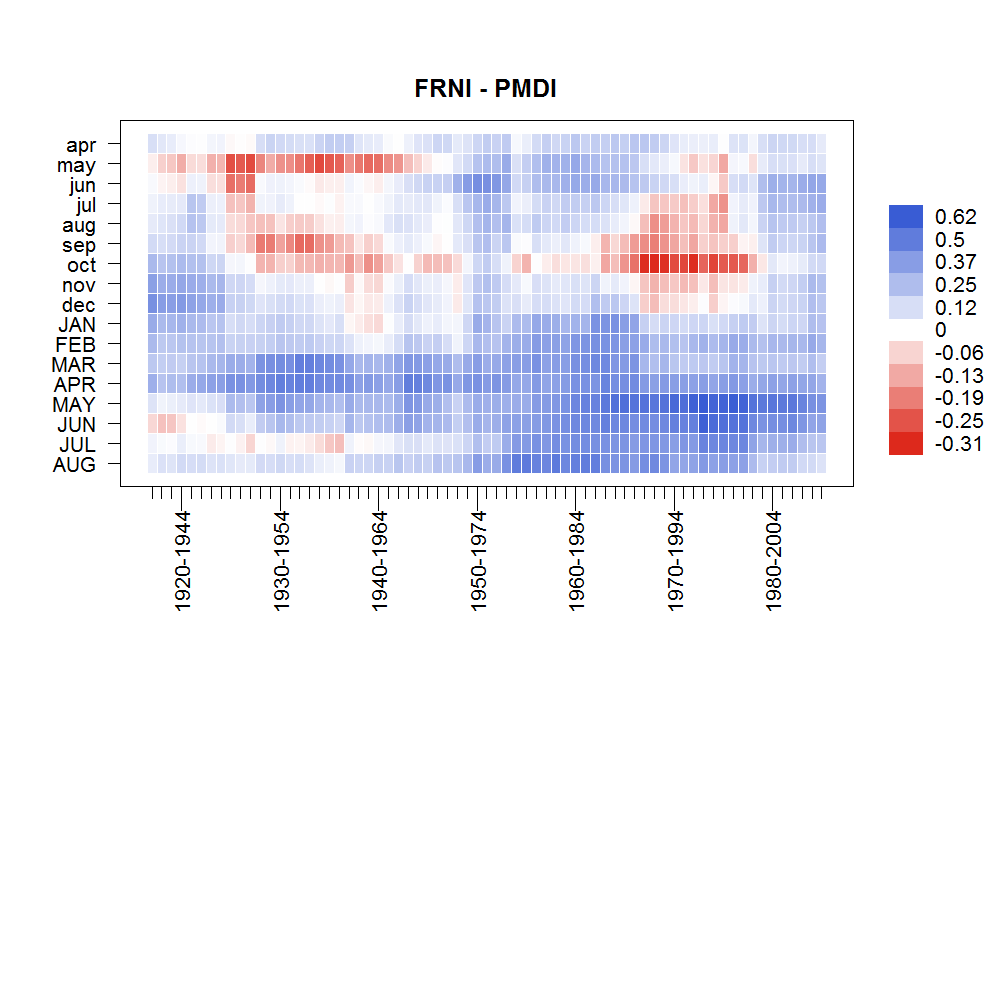 FRNI - PMDI
apr
may
jun
jul
aug
sep
oct
nov
dec
JAN
FEB
MAR
APR
MAY
JUN
JUL
AUG
0.62
0.5
0.37
0.25
0.12
0
-0.06
-0.13
-0.19
-0.25
-0.31
1920-1944
1930-1954
1940-1964
1950-1974
1960-1984
1970-1994
1980-2004